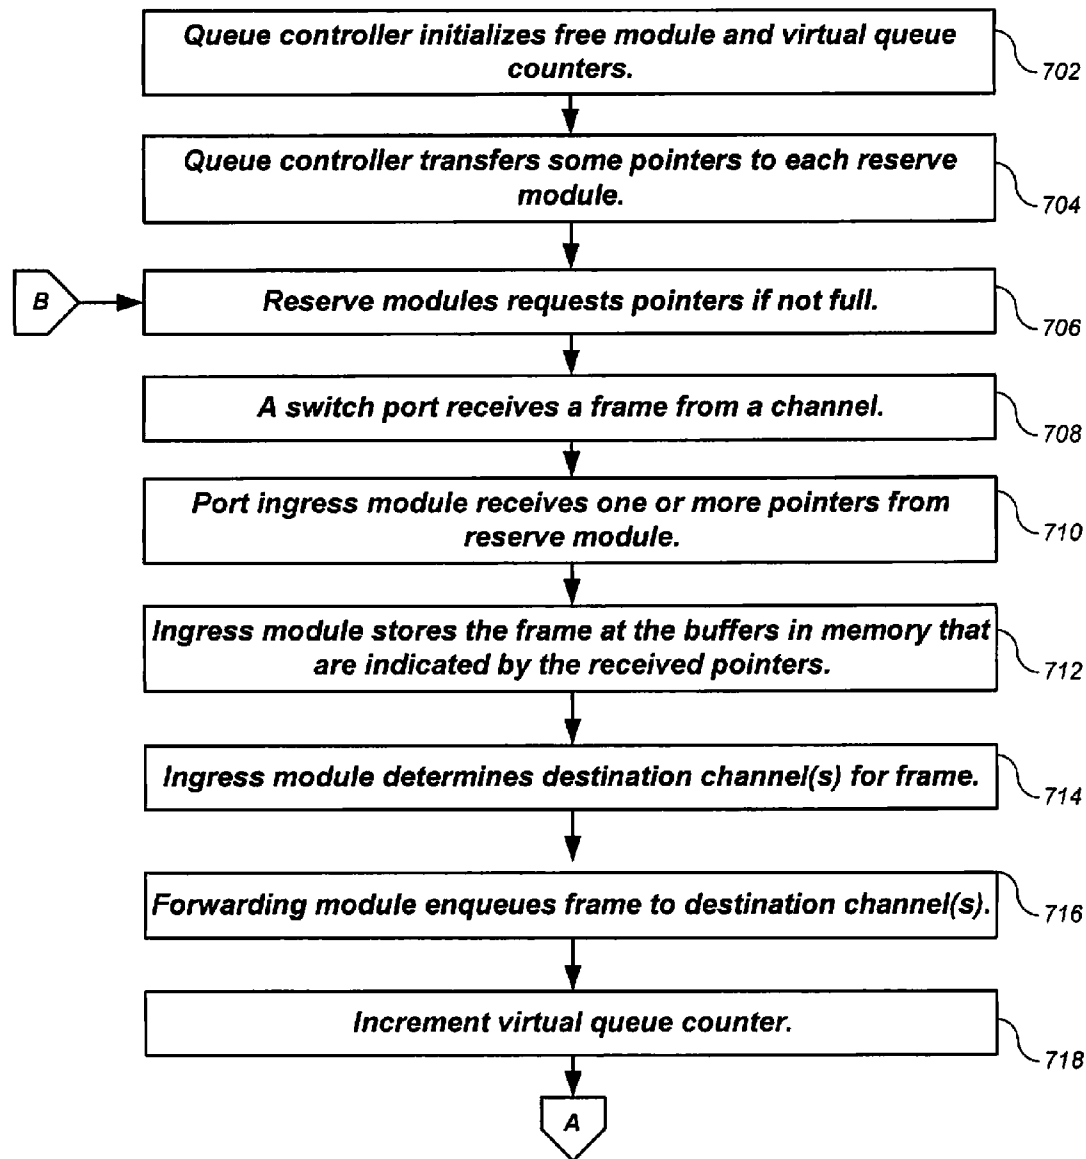 Queue controller initializes free module and virtual queue
counters.
702
Queue controller transfers some pointers to each reserve
module.
704
B
Reserve modules requests pointers if not full.
706
A switch port receives a frame from a channel.
708
Port ingress module receives one or more pointers from
reserve module.
710
Ingress module stores the frame at the buffers in memory that
are indicated by the received pointers.
712
Ingress module determines destination channel(s) for frame.
714
Forwarding module enqueues frame to destination channel(s).
716
Increment virtual queue counter.
718
A